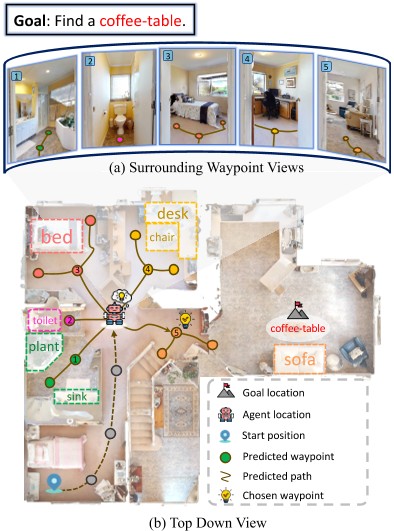 Goal: Find a coffee-table.
1
2
3
4
5
(a) Surrounding Waypoint Views
bed
desk
chair
3
4
toilet
2
plant
1
sink
5
coffee-table
sofa
Goal location
Agent location
Start position
Predicted waypoint
Predicted path
Chosen waypoint
(b) Top Down View